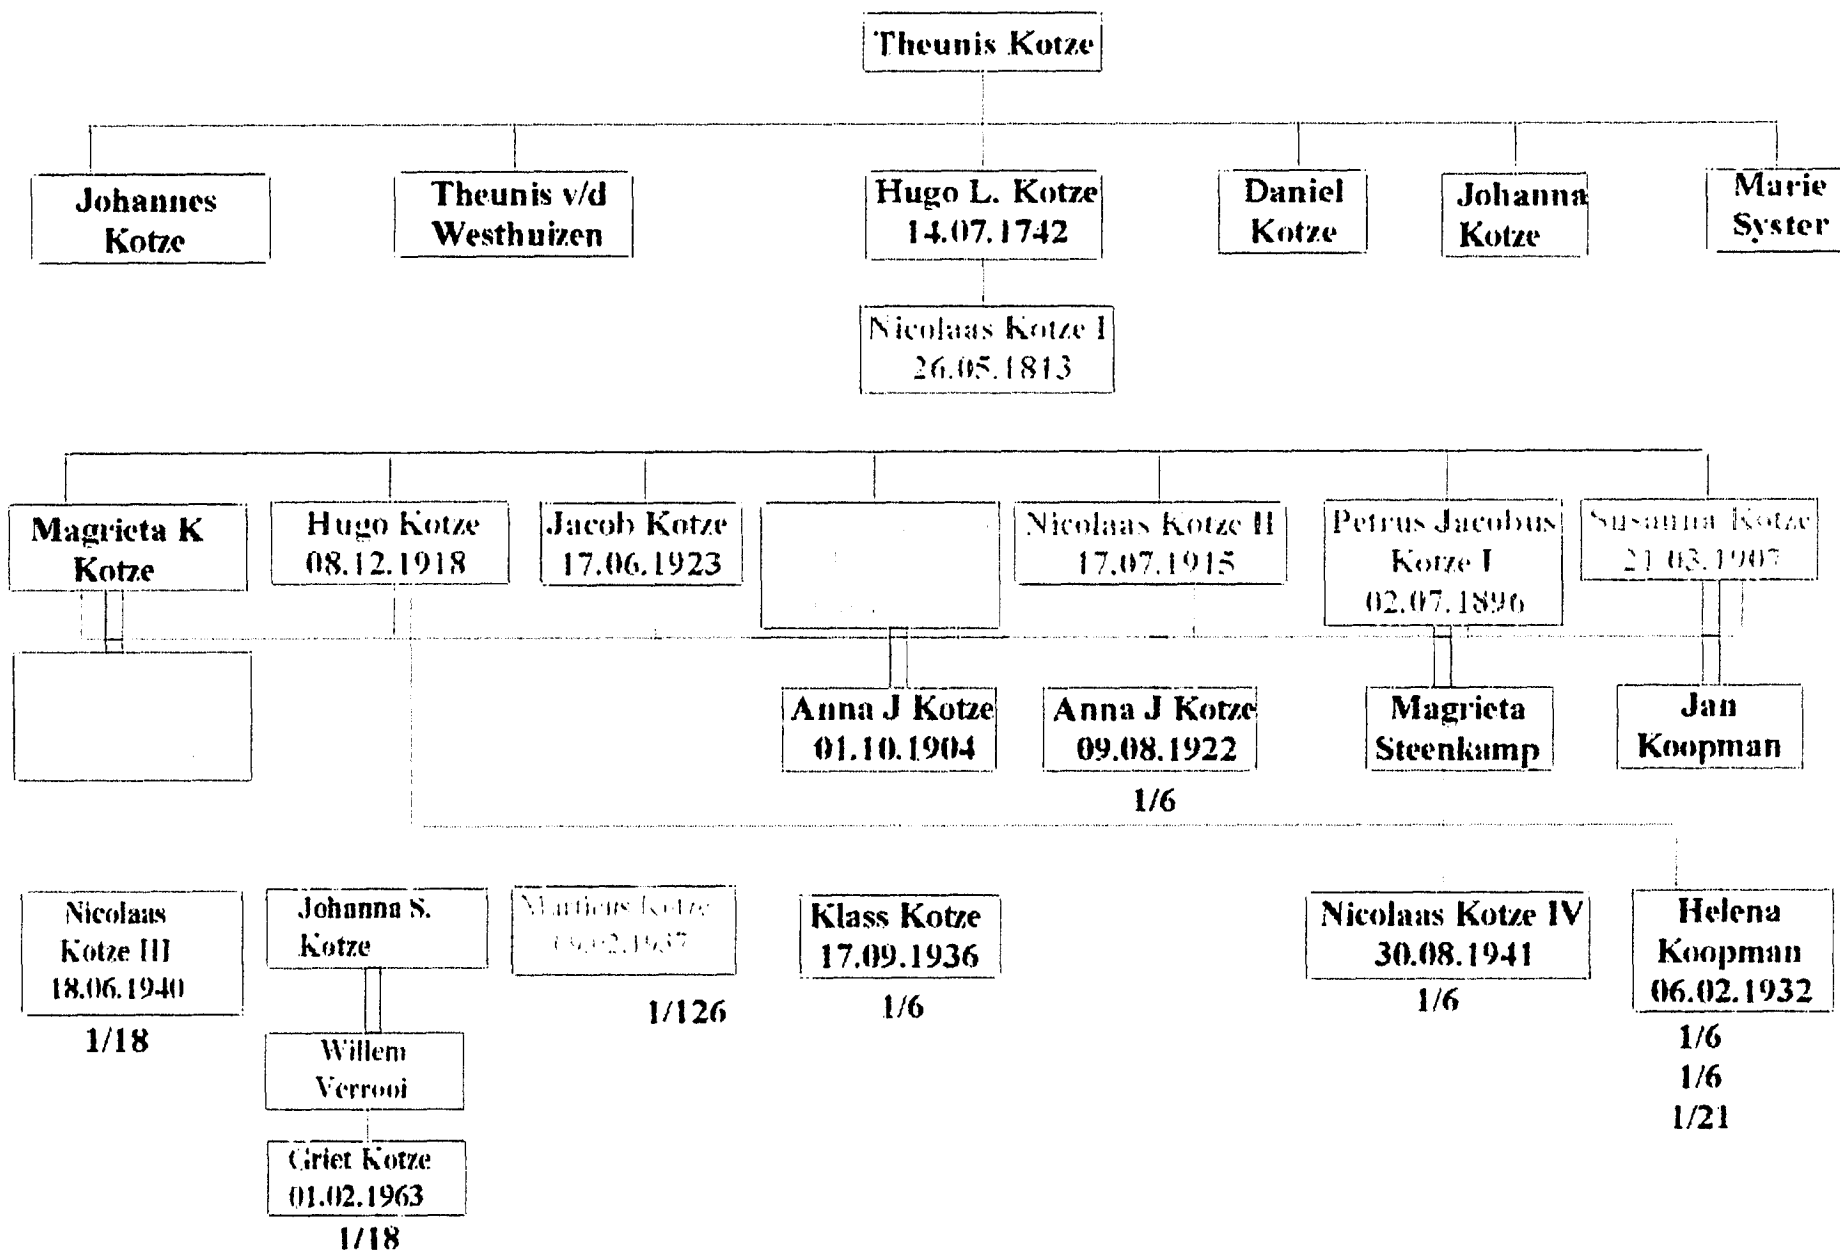 Theunis Kotze
Johannes
Kotze
Theunis v/d
Westhuizen
Hugo L. Kotze
14.07.1742
Daniel
Kotze
Johanna
Kotze
Marie
Syster
Nicolaas Kotze I
26.05.1813
Magrieta K
Kotze
Hugo Kotze
08.12.1918
Jacob Kotze
17.06.1923
Nicolaas Kotze II
17.07.1915
Petrus Jacobus
Kotze I
02.07.1896
Susanna Kotze
21.03.1907
Anna J Kotze
01.10.1904
Anna J Kotze
09.08.1922
1/6
Magrieta
Steenkamp
Jan
Koopman
Nicolaas
Kotze III
18.06.1940
1/18
Johanna S.
Kotze
Willem
Verrooi
Griet Kotze
01.02.1963
1/18
Kotze
1/126
Klass Kotze
17.09.1936
1/6
Nicolaas Kotze IV
30.08.1941
1/6
Helena
Koopman
06.02.1932
1/6
1/6
1/21